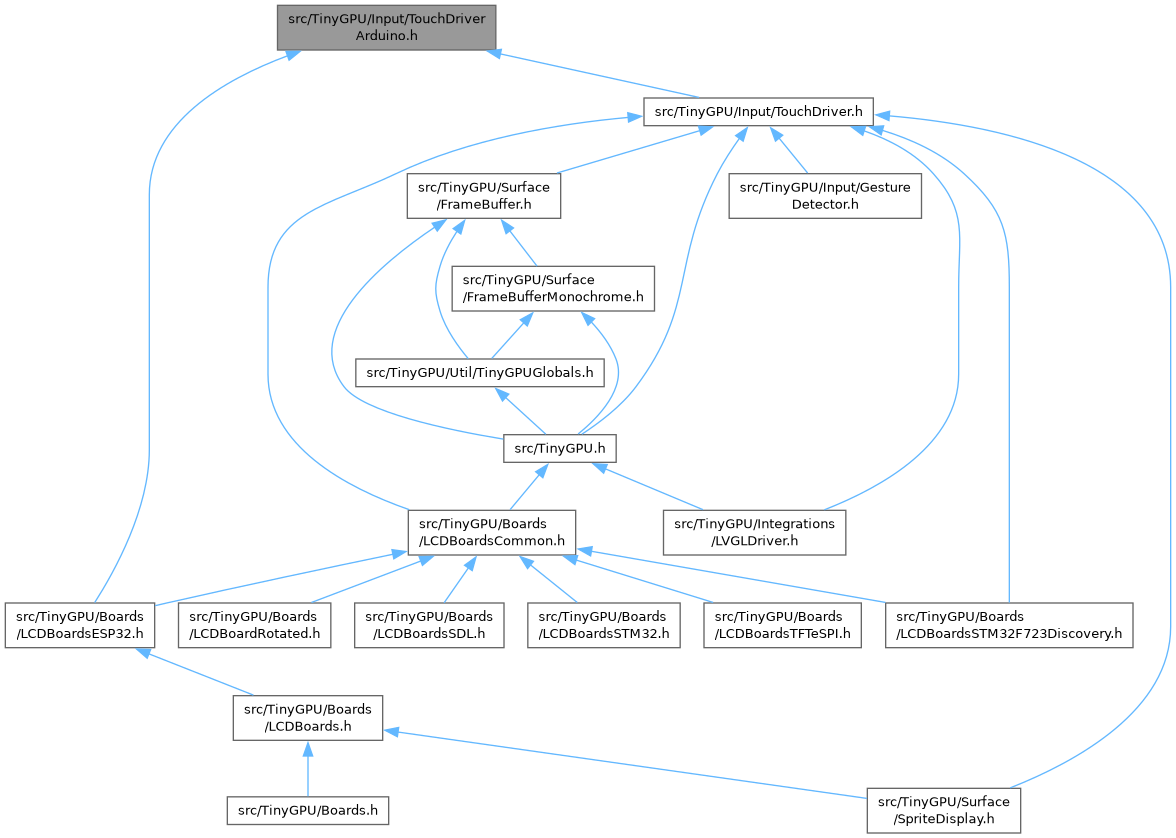 src/TinyGPU/Input/TouchDriver
Arduino.h
src/TinyGPU/Input/TouchDriver.h
src/TinyGPU/Surface
/FrameBuffer.h
src/TinyGPU/Input/Gesture
Detector.h
src/TinyGPU/Surface
/FrameBufferMonochrome.h
src/TinyGPU/Util/TinyGPUGlobals.h
src/TinyGPU.h
src/TinyGPU/Boards
/LCDBoardsCommon.h
src/TinyGPU/Integrations
/LVGLDriver.h
src/TinyGPU/Boards
/LCDBoardsESP32.h
src/TinyGPU/Boards
/LCDBoardRotated.h
src/TinyGPU/Boards
/LCDBoardsSDL.h
src/TinyGPU/Boards
/LCDBoardsSTM32.h
src/TinyGPU/Boards
/LCDBoardsTFTeSPI.h
src/TinyGPU/Boards
/LCDBoardsSTM32F723Discovery.h
src/TinyGPU/Boards
/LCDBoards.h
src/TinyGPU/Boards.h
src/TinyGPU/Surface
/SpriteDisplay.h